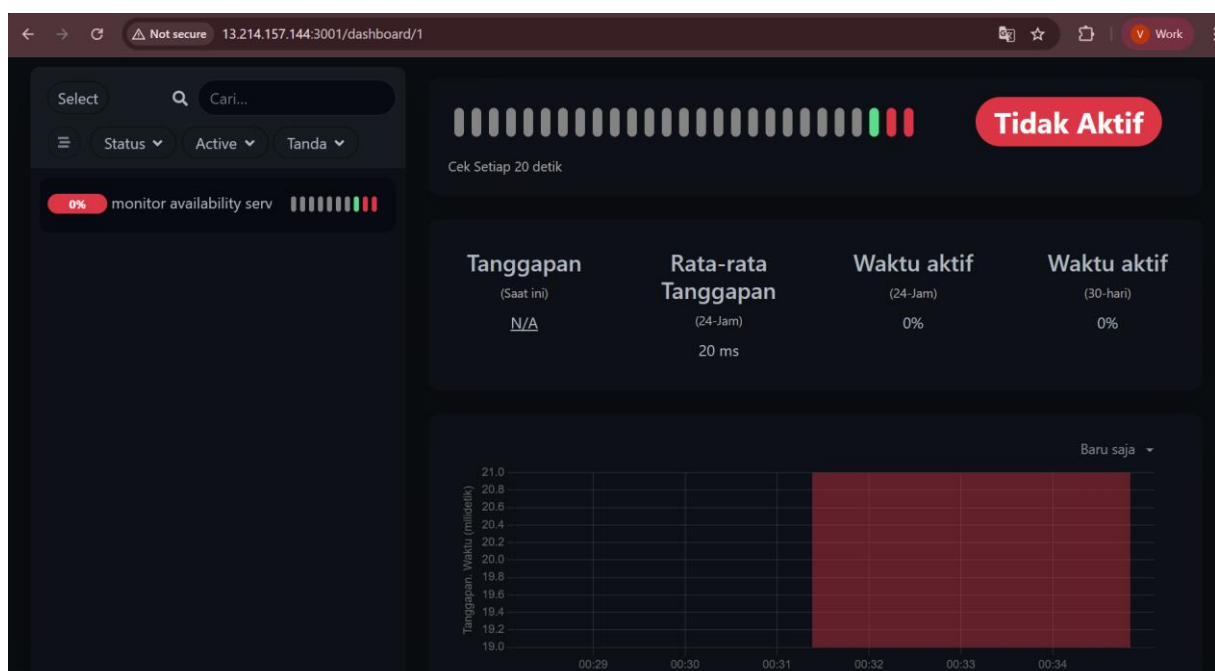 Not secure 13.214.157.144:3001/dashboard/1
V Work
Select
Cari...
Status
Active
Tanda
0% monitor availability serv
Cek Setiap 20 detik
Tidak Aktif
Tanggapan
(Saat ini)
N/A
Rata-rata
Tanggapan
(24-Jam)
20 ms
Waktu aktif
(24-Jam)
0%
Waktu aktif
(30-hari)
0%
Baru saja
Tanggapan. Waktu (milidetik)
21.0
20.8
20.6
20.4
20.2
20.0
19.8
19.6
19.4
19.2
19.0
00:29 00:30 00:31 00:32 00:33 00:34